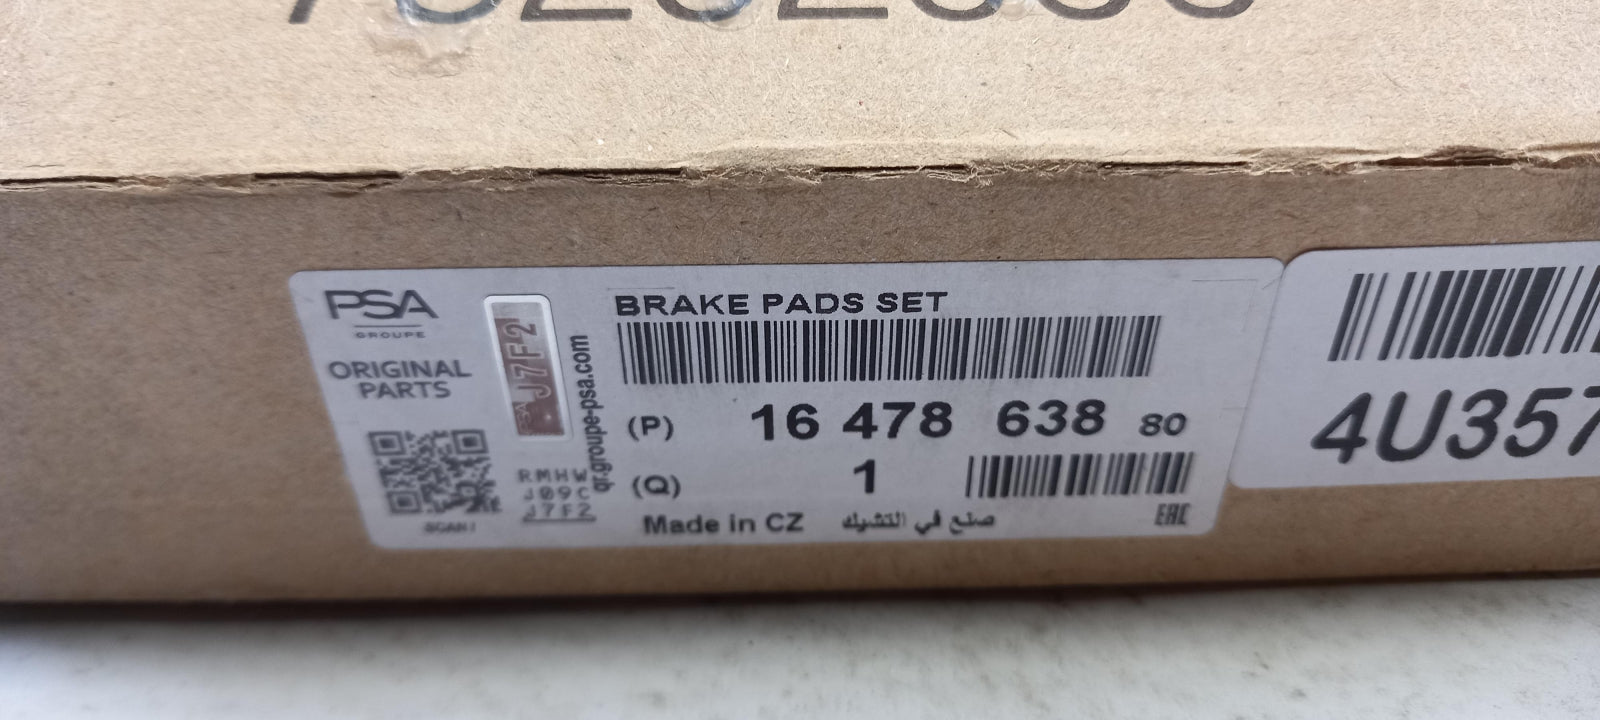 PSA
GROUPE
ORIGINAL
PARTS
SCAN!
J7F2
RMHW
J09C
J7F2
qr.groupe-psa.com
BRAKE PADS SET
(P) 16 478 638 80
(Q) 1
Made in CZ صنع في التشيك
EAC
4U357